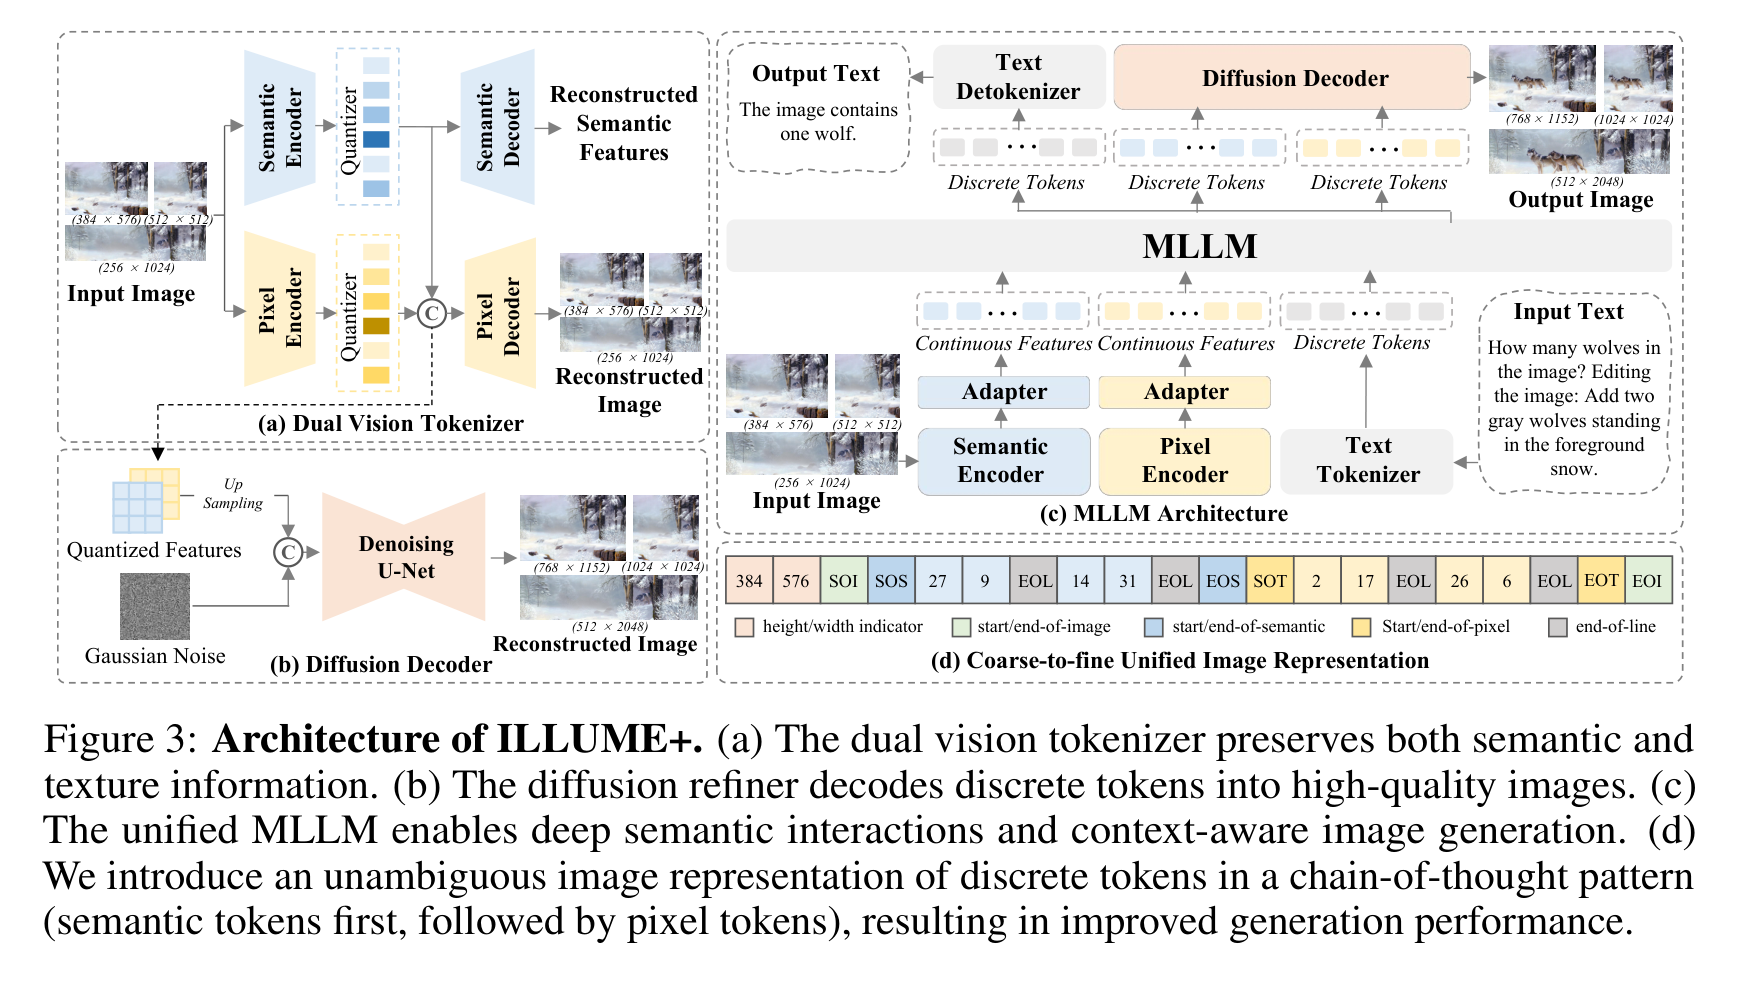 Semantic
Encoder
Quantizer
Semantic
Decoder
Reconstructed
Semantic
Features
(384 × 576)
(512 × 512)
(256 × 1024)
Input Image
Pixel
Encoder
Quantizer
C
Pixel
Decoder
(384 × 576)
(512 × 512)
(256 × 1024)
Reconstructed
Image
(a) Dual Vision Tokenizer
Up
Sampling
Quantized Features
C
Gaussian Noise
Denoising
U-Net
(768 × 1152)
(1024 × 1024)
(512 × 2048)
Reconstructed Image
(b) Diffusion Decoder
Output Text
The image contains
one wolf.
Text
Detokenizer
Diffusion Decoder
(768 × 1152)
(1024 × 1024)
(512 × 2048)
Output Image
Discrete Tokens
Discrete Tokens
Discrete Tokens
MLLM
Continuous Features
Continuous Features
Discrete Tokens
Adapter
Adapter
(384 × 576)
(512 × 512)
(256 × 1024)
Input Image
Semantic
Encoder
Pixel
Encoder
Text
Tokenizer
Input Text
How many wolves in
the image? Editing
the image: Add two
gray wolves standing
in the foreground
snow.
(c) MLLM Architecture
384 576 SOI SOS 27 9 EOL 14 31 EOL EOS SOT 2 17 EOL 26 6 EOL EOT EOI
height/width indicator
start/end-of-image
start/end-of-semantic
Start/end-of-pixel
end-of-line
(d) Coarse-to-fine Unified Image Representation
Figure 3: Architecture of ILLUME+. (a) The dual vision tokenizer preserves both semantic and
texture information. (b) The diffusion refiner decodes discrete tokens into high-quality images. (c)
The unified MLLM enables deep semantic interactions and context-aware image generation. (d)
We introduce an unambiguous image representation of discrete tokens in a chain-of-thought pattern
(semantic tokens first, followed by pixel tokens), resulting in improved generation performance.